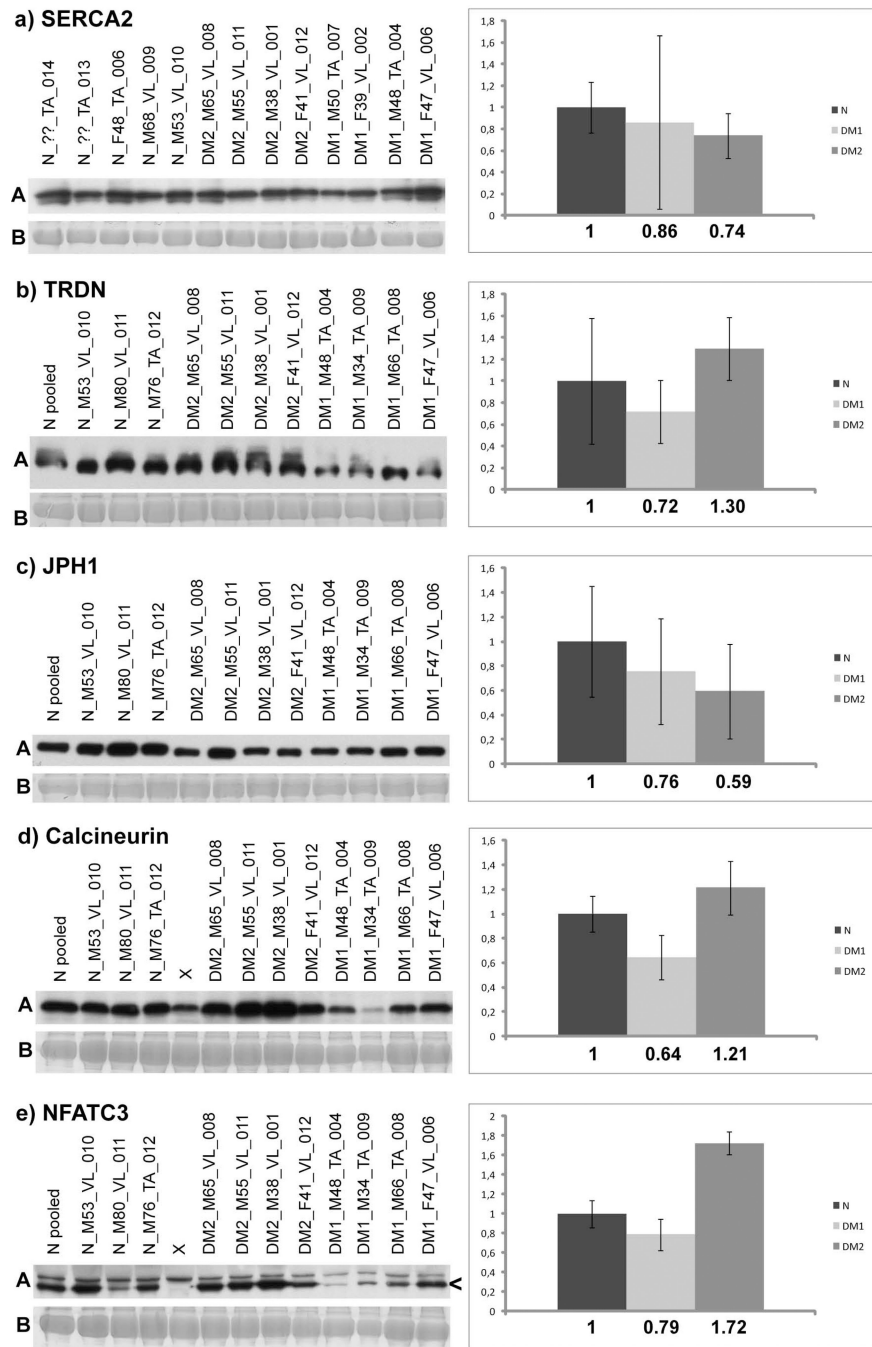 a) SERCA2
N_??_TA_014
N_??_TA_013
N_F48_TA_006
N_M68_VL_009
N_M53_VL_010
DM2_M65_VL_008
DM2_M55_VL_011
DM2_M38_VL_001
DM2_F41_VL_012
DM1_M50_TA_007
DM1_F39_VL_002
DM1_M48_TA_004
DM1_F47_VL_006
A
B
1,8
1,6
1,4
1,2
1
0,8
0,6
0,4
0,2
0
1 0.86 0.74
N
DM1
DM2
b) TRDN
N pooled
N_M53_VL_010
N_M80_VL_011
N_M76_TA_012
DM2_M65_VL_008
DM2_M55_VL_011
DM2_M38_VL_001
DM2_F41_VL_012
DM1_M48_TA_004
DM1_M34_TA_009
DM1_M66_TA_008
DM1_F47_VL_006
A
B
1,8
1,6
1,4
1,2
1
0,8
0,6
0,4
0,2
0
1 0.72 1.30
N
DM1
DM2
c) JPH1
N pooled
N_M53_VL_010
N_M80_VL_011
N_M76_TA_012
DM2_M65_VL_008
DM2_M55_VL_011
DM2_M38_VL_001
DM2_F41_VL_012
DM1_M48_TA_004
DM1_M34_TA_009
DM1_M66_TA_008
DM1_F47_VL_006
A
B
1,6
1,4
1,2
1
0,8
0,6
0,4
0,2
0
1 0.76 0.59
N
DM1
DM2
d) Calcineurin
N pooled
N_M53_VL_010
N_M80_VL_011
N_M76_TA_012
X
DM2_M65_VL_008
DM2_M55_VL_011
DM2_M38_VL_001
DM2_F41_VL_012
DM1_M48_TA_004
DM1_M34_TA_009
DM1_M66_TA_008
DM1_F47_VL_006
A
B
1,6
1,4
1,2
1
0,8
0,6
0,4
0,2
0
1 0.64 1.21
N
DM1
DM2
e) NFATC3
N pooled
N_M53_VL_010
N_M80_VL_011
N_M76_TA_012
X
DM2_M65_VL_008
DM2_M55_VL_011
DM2_M38_VL_001
DM2_F41_VL_012
DM1_M48_TA_004
DM1_M34_TA_009
DM1_M66_TA_008
DM1_F47_VL_006
A <
B
2
1,8
1,6
1,4
1,2
1
0,8
0,6
0,4
0,2
0
1 0.79 1.72
N
DM1
DM2